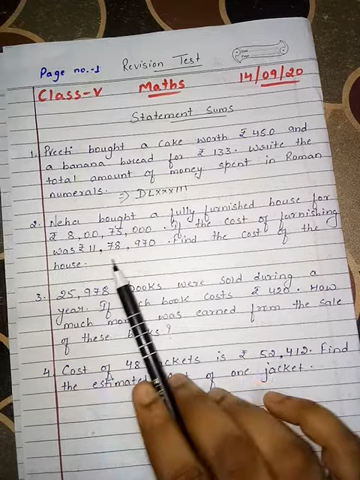 Page no.-1 Revision Test
Class-V Maths 14/09/20
Statement Sums
1. Preeti bought a cake worth ₹ 450 and
a banana bread for ₹ 133. Write the
total amount of money spent in Roman
numerals. ⇒ DLXXXIII
2. Neha bought a fully furnished house for
₹ 8,00,75,000. If the cost of furnishing
was ₹ 11,78,970. Find the cost of the
house.
3. 25,978 books were sold during a
year. If each book costs ₹ 420. How
much was earned from the sale
of these books?
4. Cost of 48 jackets is ₹ 52,412. Find
the estimated of one jacket.